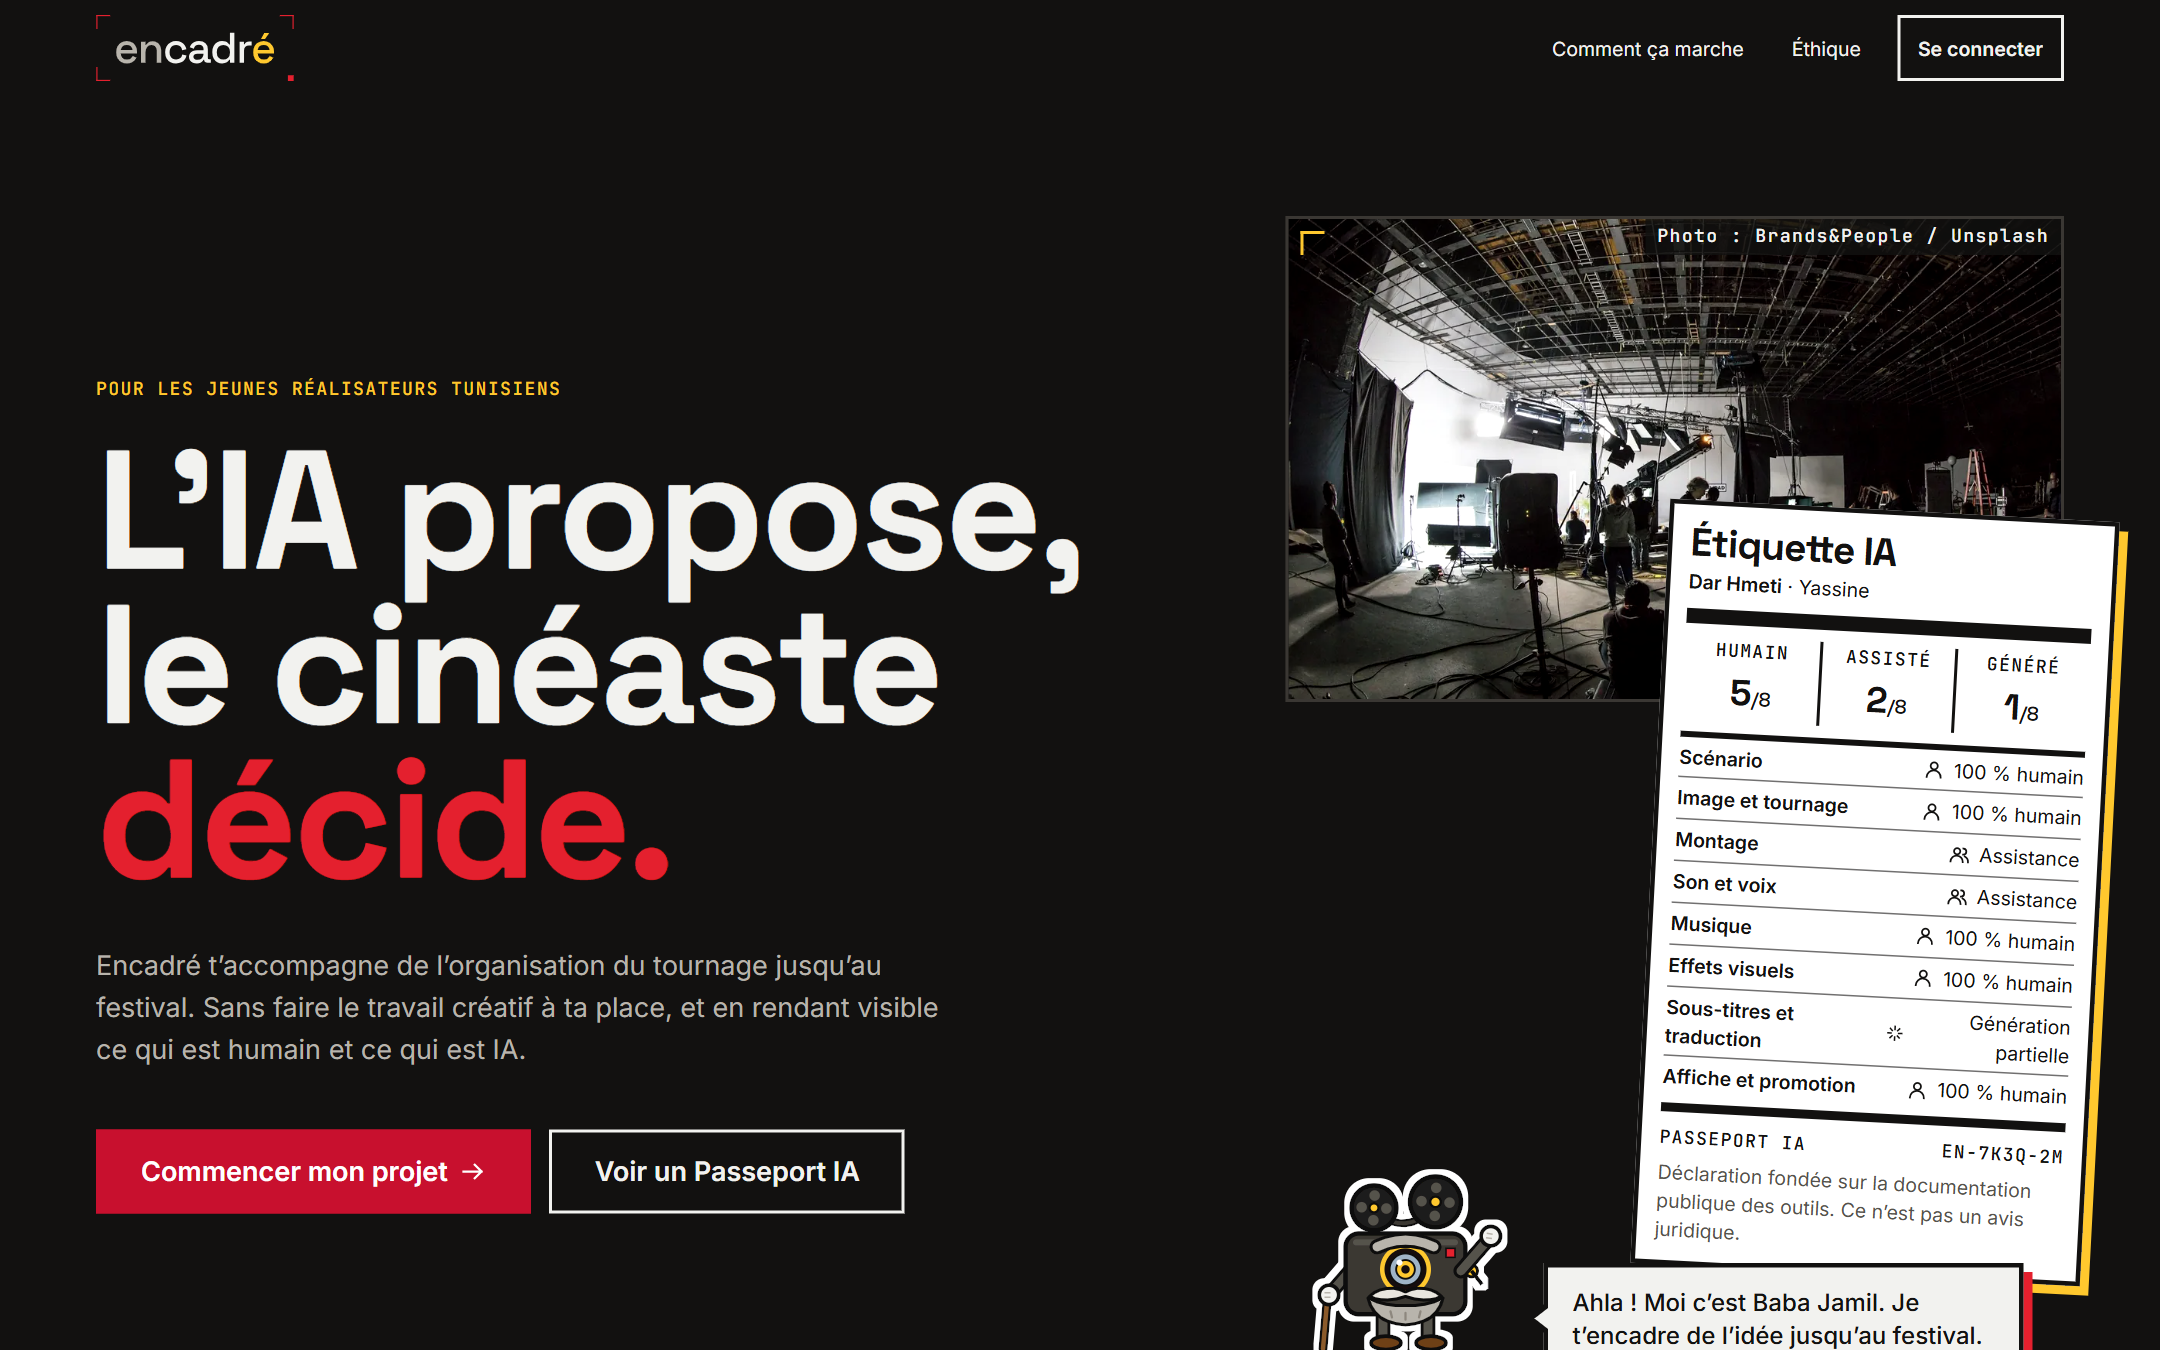 encadré
Comment ça marche
Éthique
Se connecter
Photo : Brands&People / Unsplash
POUR LES JEUNES RÉALISATEURS TUNISIENS
L’IA propose,
le cinéaste
décide.
Encadré t’accompagne de l’organisation du tournage jusqu’au
festival. Sans faire le travail créatif à ta place, et en rendant visible
ce qui est humain et ce qui est IA.
Commencer mon projet →
Voir un Passeport IA
Étiquette IA
Dar Hmeti · Yassine
HUMAIN
5/8
ASSISTÉ
2/8
GÉNÉRÉ
1/8
Scénario 100 % humain
Image et tournage 100 % humain
Montage Assistance
Son et voix Assistance
Musique 100 % humain
Effets visuels 100 % humain
Sous-titres et
traduction
Génération
partielle
Affiche et promotion 100 % humain
PASSEPORT IA EN-7K3Q-2M
Déclaration fondée sur la documentation
publique des outils. Ce n’est pas un avis
juridique.
Ahla ! Moi c’est Baba Jamil. Je
t’encadre de l’idée jusqu’au festival.